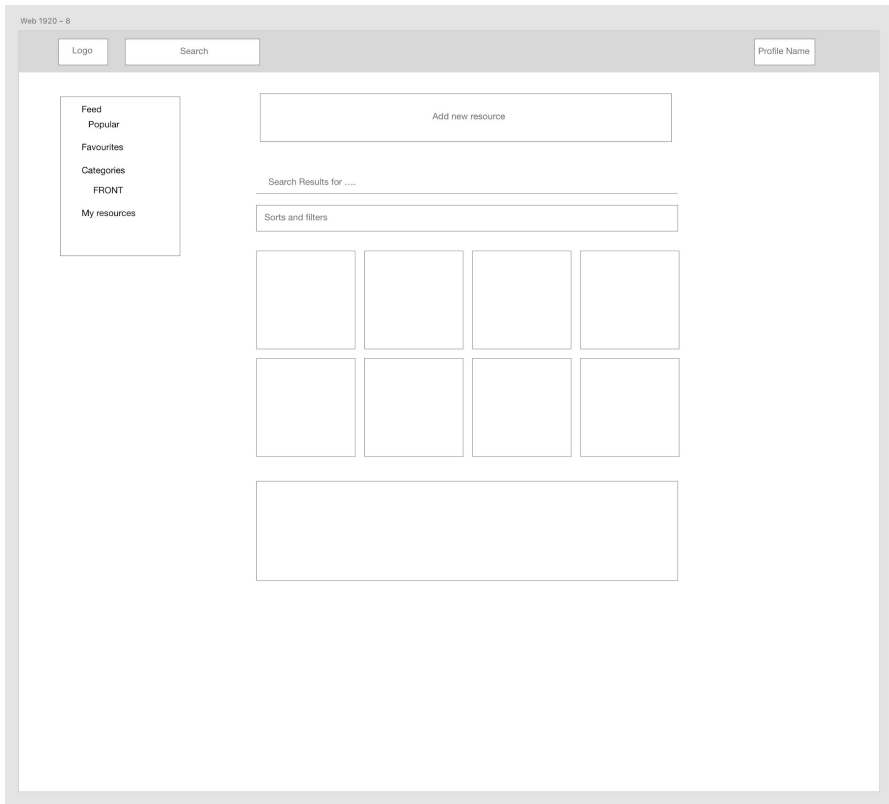 Web 1920 – 8
Logo
Search
Profile Name
Feed
Popular
Favourites
Categories
FRONT
My resources
Add new resource
Search Results for ....
Sorts and filters